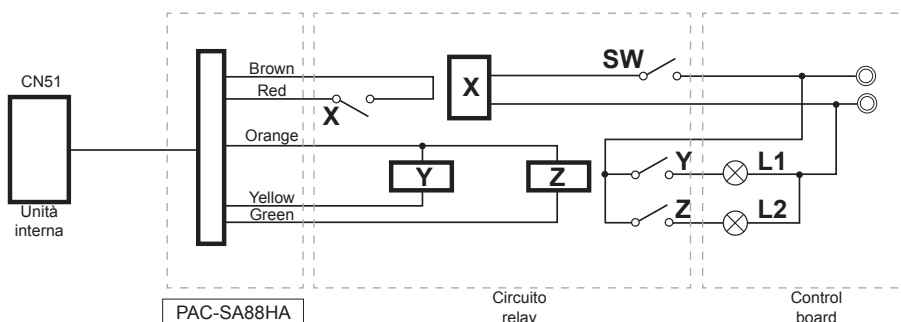 CN51
Unità
interna
Brown
Red
Orange
Yellow
Green
X
X
Y
Z
SW
Y
L1
Z
L2
PAC-SA88HA
Circuito
relay
Control
board